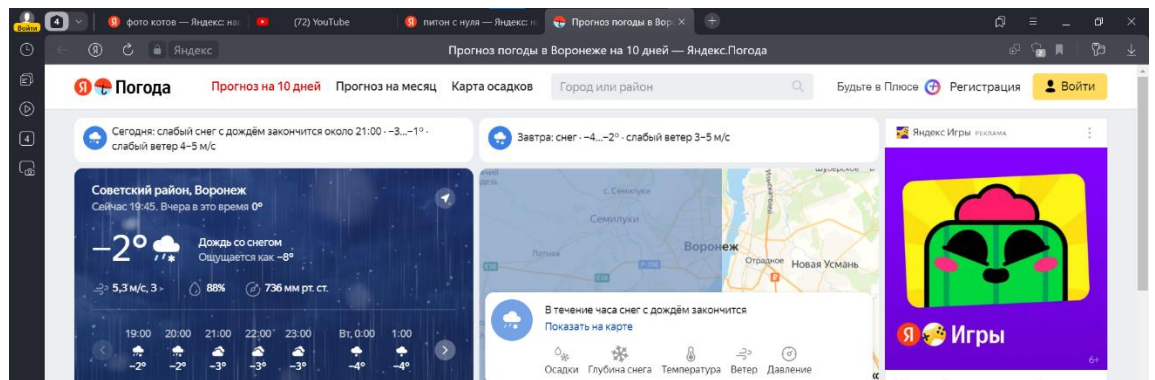 Войти
4
фото котов — Яндекс: на
(72) YouTube
питон с нуля — Яндекс: н
Прогноз погоды в Вор
Яндекс
Прогноз погоды в Воронеже на 10 дней — Яндекс.Погода
2
4
Я Погода
Прогноз на 10 дней
Прогноз на месяц
Карта осадков
Город или район
Будьте в Плюсе
Регистрация
Войти
Сегодня: слабый снег с дождём закончится около 21:00 · −3...−1° ·
слабый ветер 4–5 м/с
Завтра: снег · −4...−2° · слабый ветер 3–5 м/с
Яндекс Игры РЕКЛАМА
Советский район, Воронеж
Сейчас 19:45. Вчера в это время 0°
−2°
Дождь со снегом
Ощущается как −8°
5,3 м/с, З
88%
736 мм рт. ст.
19:00 20:00 21:00 22:00 23:00 Вт, 0:00 1:00
−2° −2° −3° −3° −3° −4° −4°
с. Семилуки
Семилуки
Латная
Воронеж
Отрадное
Новая Усмань
В течение часа снег с дождём закончится
Показать на карте
Осадки Глубина снега Температура Ветер Давление
Я Игры
6+